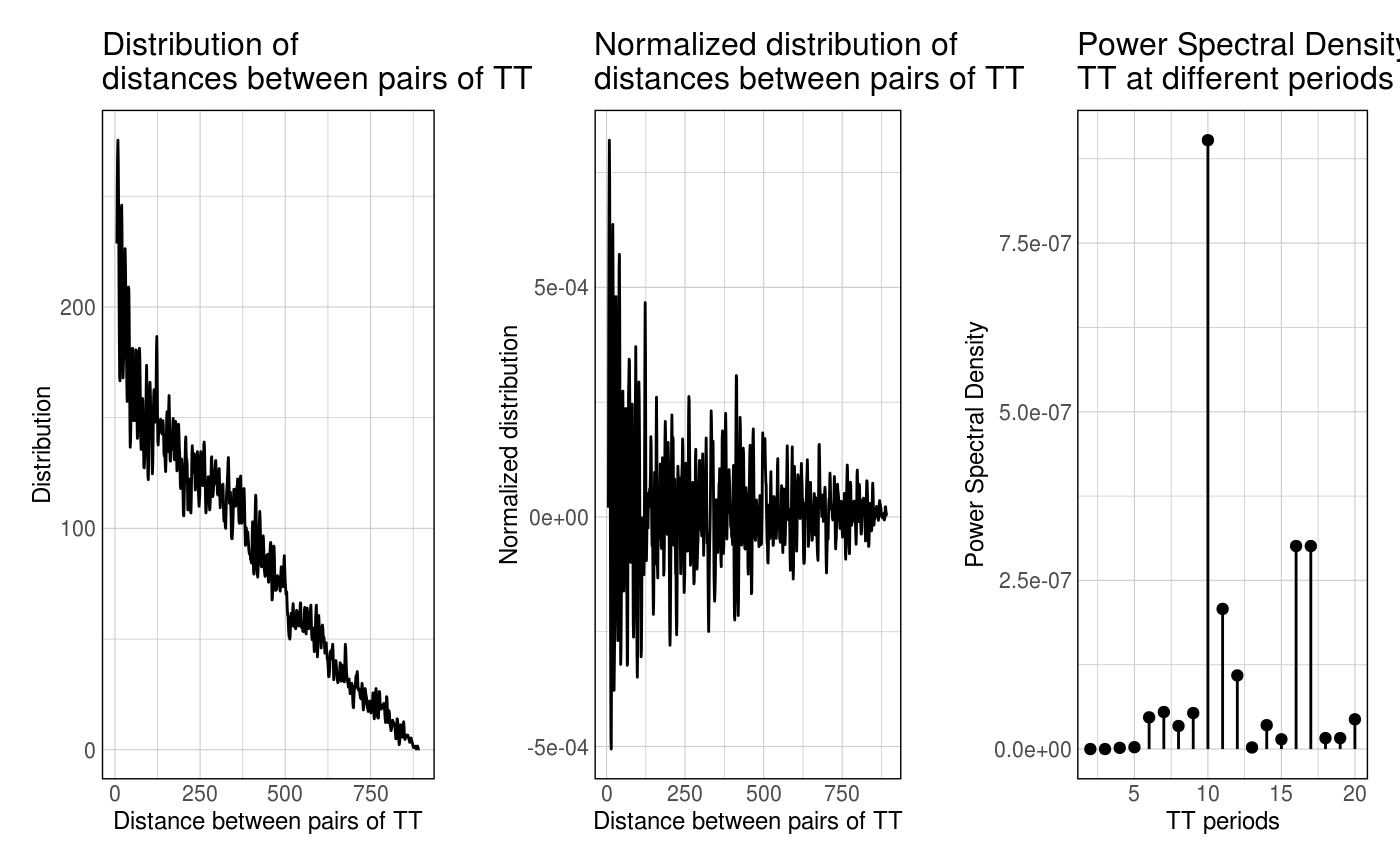 Distribution of
distances between pairs of TT
Distribution
200
100
0
0 250 500 750
Distance between pairs of TT
Normalized distribution of
distances between pairs of TT
Normalized distribution
5e-04
0e+00
-5e-04
0 250 500 750
Distance between pairs of TT
Power Spectral Density
TT at different periods
Power Spectral Density
7.5e-07
5.0e-07
2.5e-07
0.0e+00
5 10 15 20
TT periods